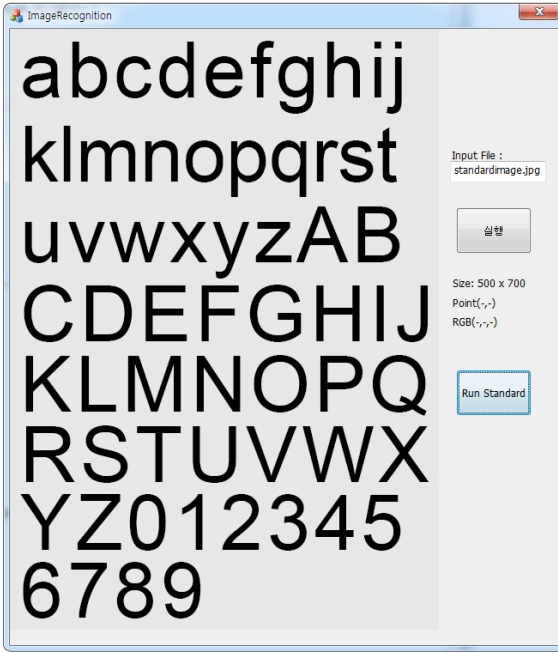 ImageRecognition
abcdefghij
klmnopqrst
uvwxyzAB
CDEFGHIJ
KLMNOPQ
RSTUVWX
YZ012345
6789
Input File :
standardimage.jpg
실행
Size: 500 x 700
Point(-,-)
RGB(-,-,-)
Run Standard